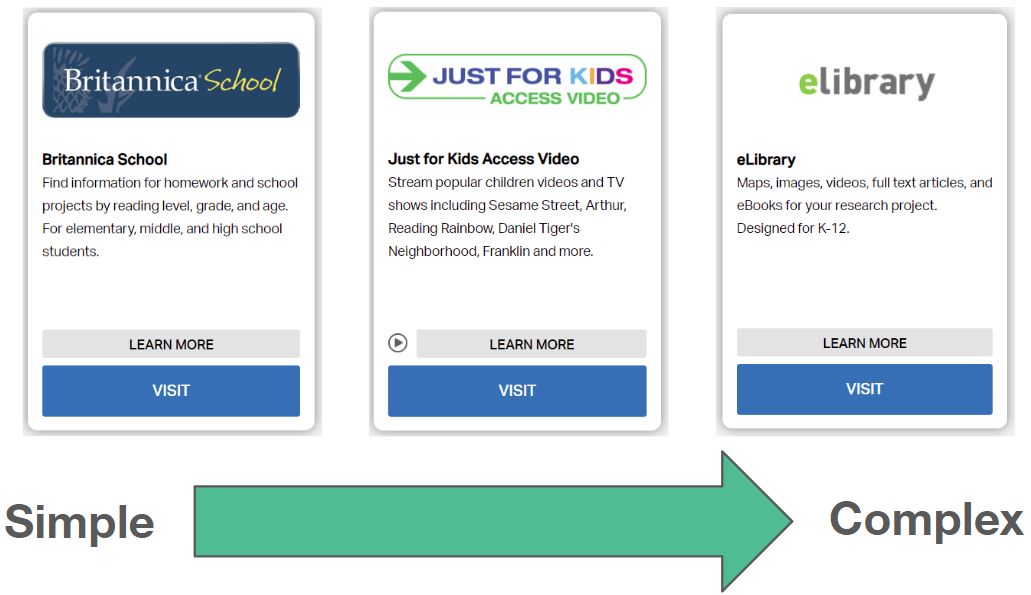 Britannica School
Britannica School
Find information for homework and school
projects by reading level, grade, and age.
For elementary, middle, and high school
students.
LEARN MORE
VISIT
JUST FOR KIDS
ACCESS VIDEO
Just for Kids Access Video
Stream popular children videos and TV
shows including Sesame Street, Arthur,
Reading Rainbow, Daniel Tiger's
Neighborhood, Franklin and more.
LEARN MORE
VISIT
elibrary
eLibrary
Maps, images, videos, full text articles, and
eBooks for your research project.
Designed for K-12.
LEARN MORE
VISIT
Simple
Complex